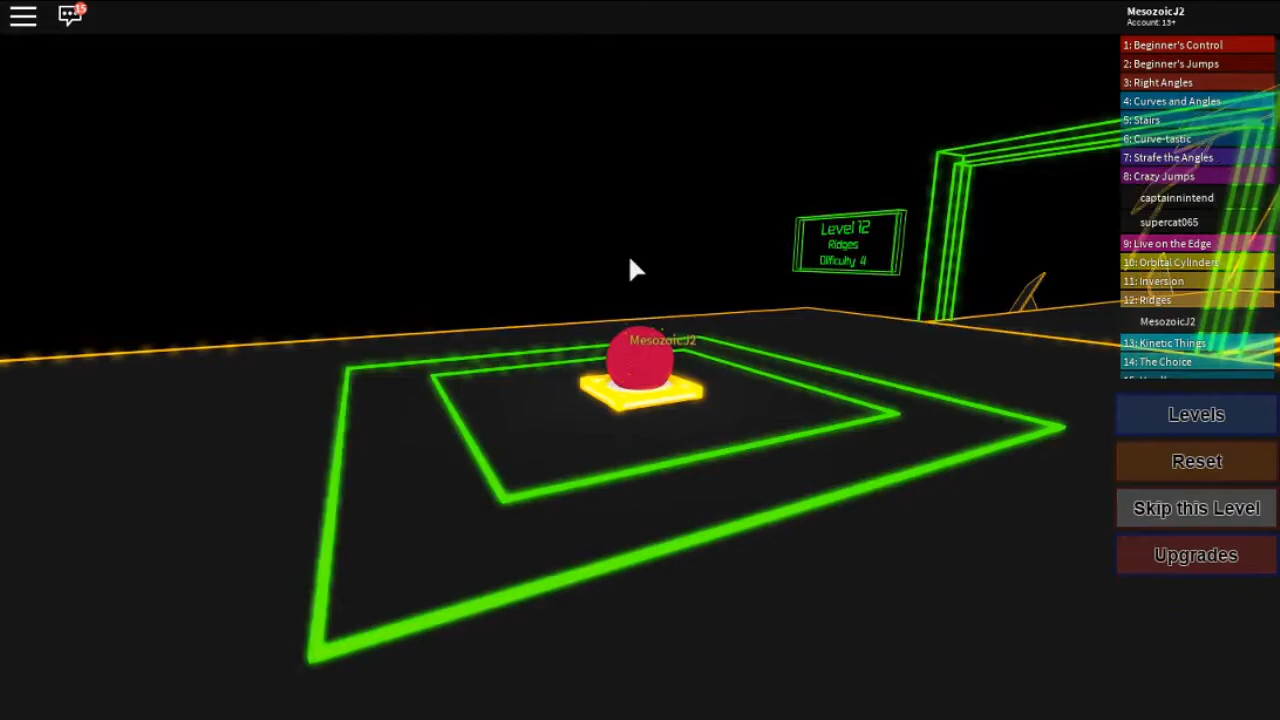 15
MesozoicJ2
Account: 13+
1: Beginner's Control
2: Beginner's Jumps
3: Right Angles
4: Curves and Angles
5: Stairs
6: Curve-tastic
7: Strafe the Angles
8: Crazy Jumps
captainnintend
supercat065
9: Live on the Edge
10: Orbital Cylinders
11: Inversion
12: Ridges
MesozoicJ2
13: Kinetic Things
14: The Choice
Levels
Reset
Skip this Level
Upgrades
Level 12
Ridges
Difficulty 4
MesozoicJ2